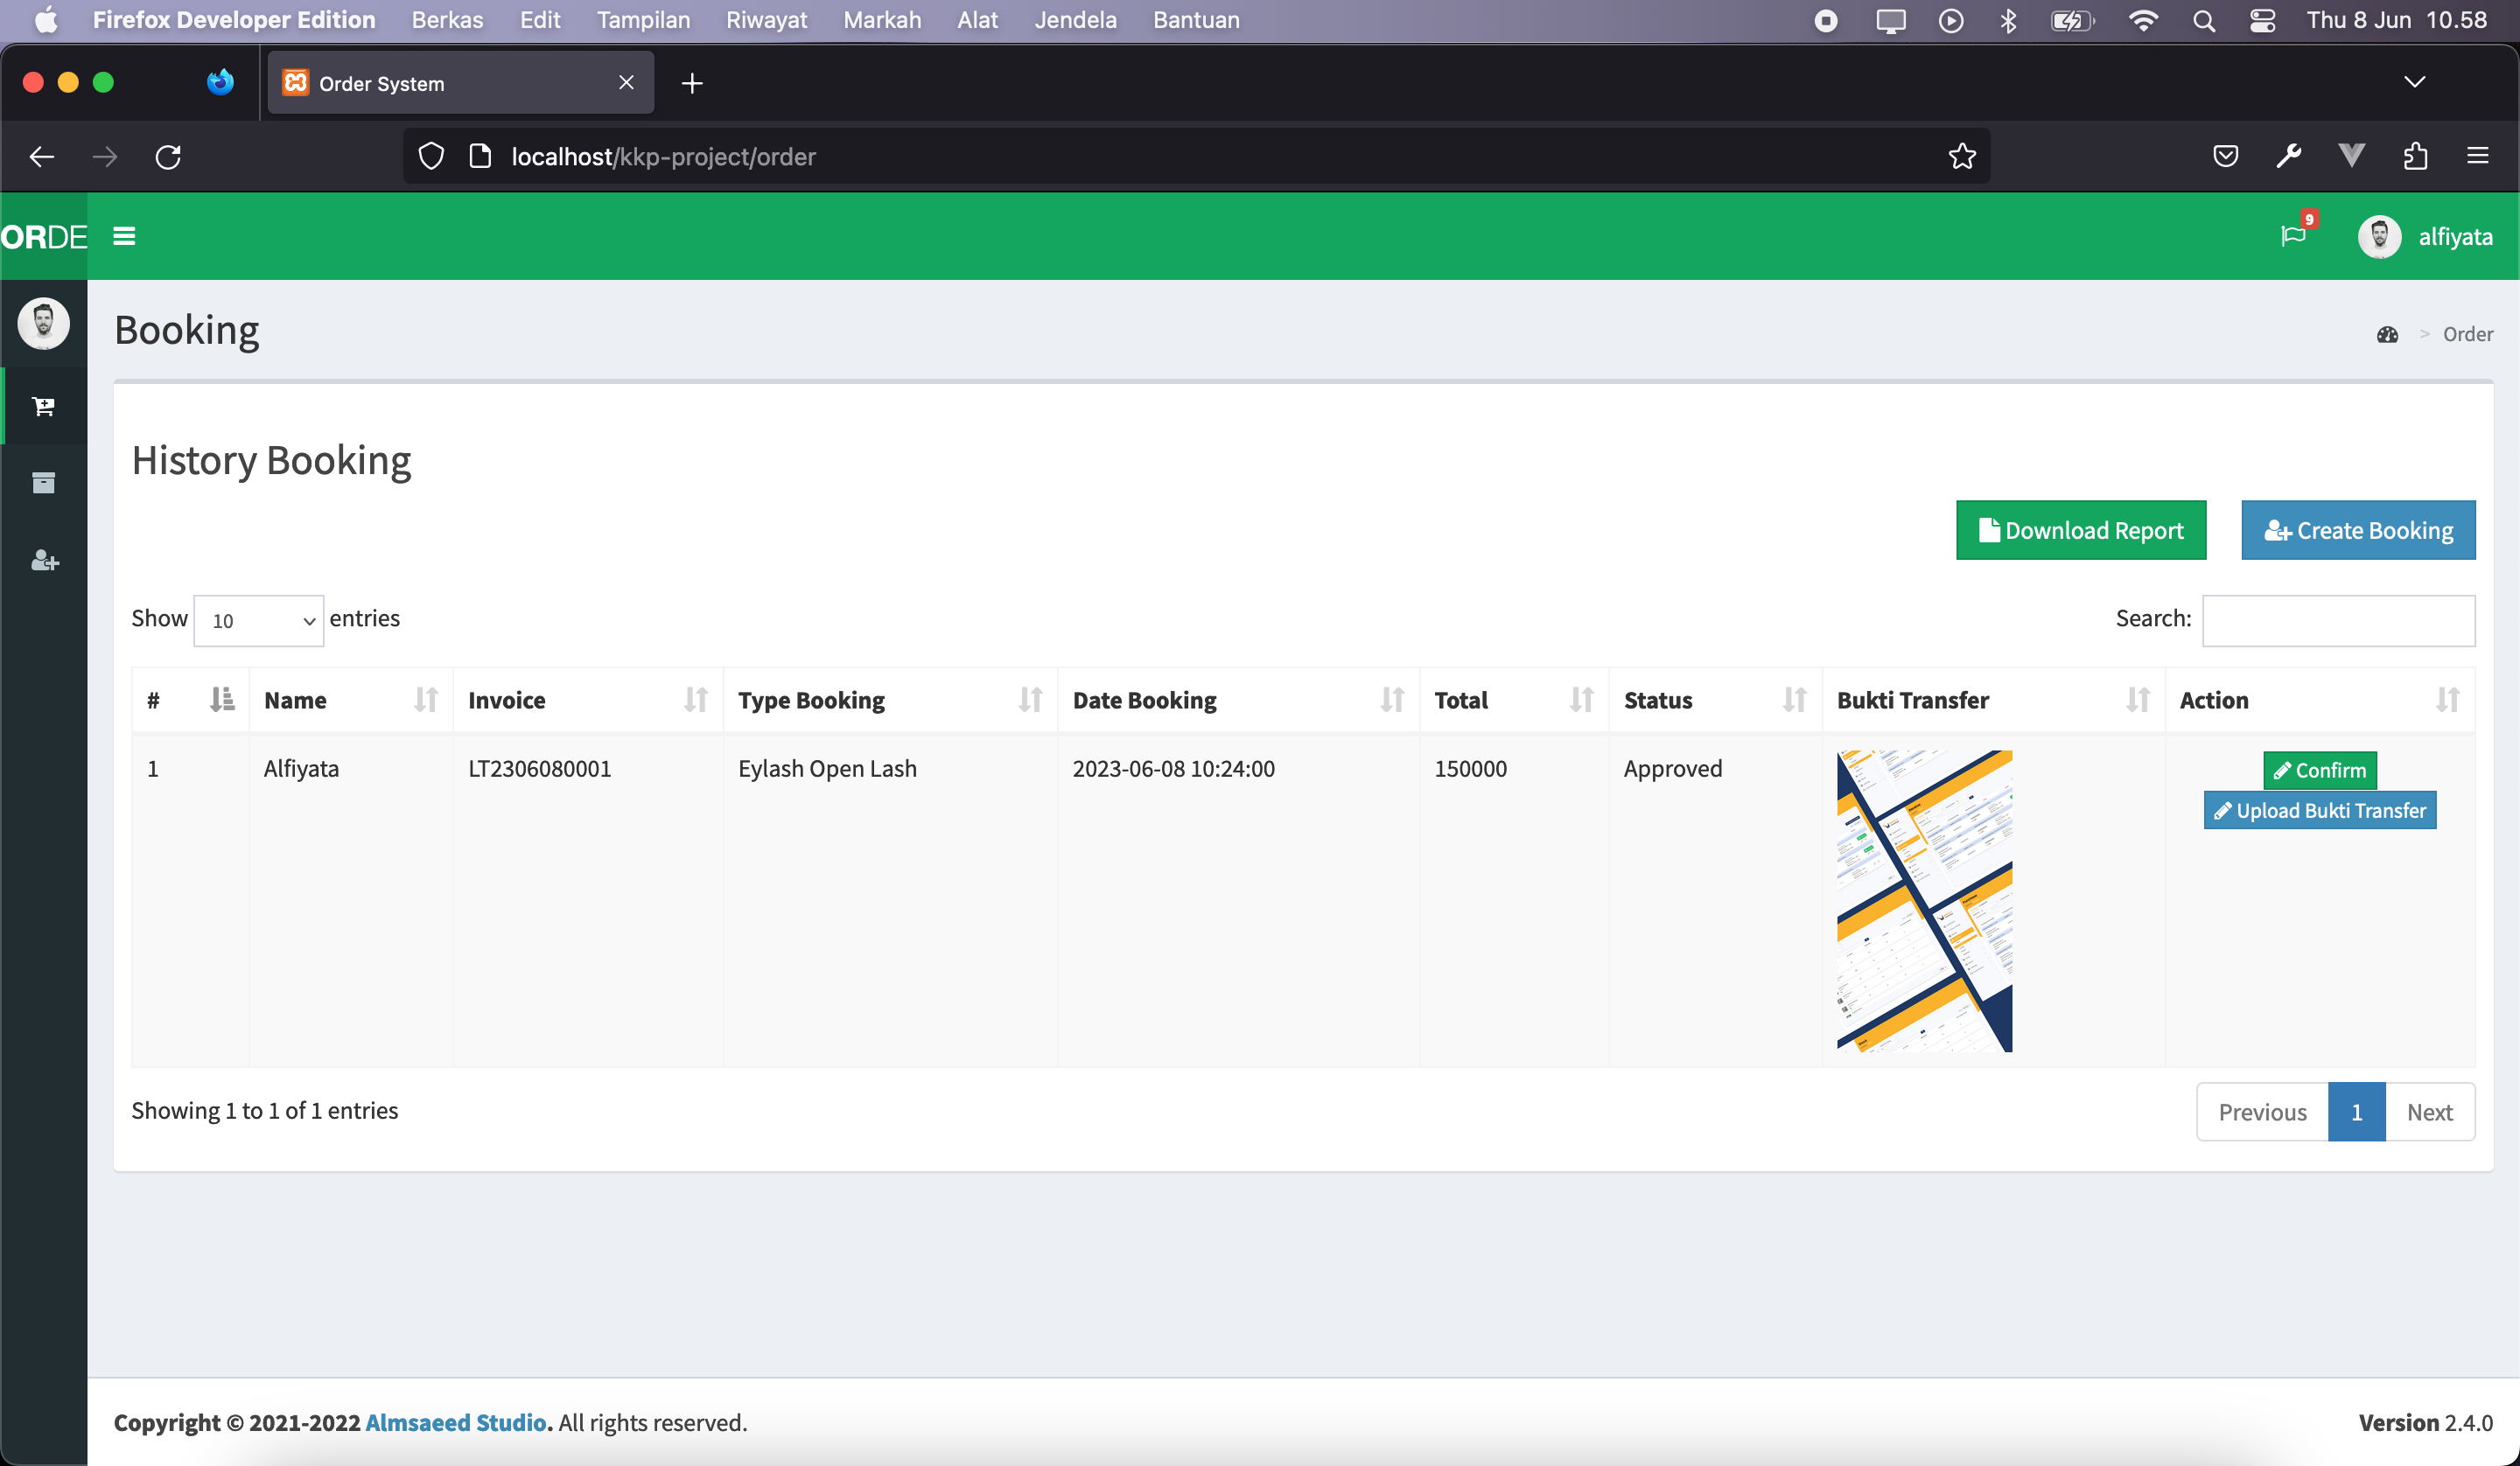 Firefox Developer Edition Berkas Edit Tampilan Riwayat Markah Alat Jendela Bantuan Thu 8 Jun 10.58
Order System
localhost/kkp-project/order
ORDE 9 alfiyata
Booking > Order
History Booking
Download Report Create Booking
Show 10 entries Search:
# Name Invoice Type Booking Date Booking Total Status Bukti Transfer Action
1 Alfiyata LT2306080001 Eylash Open Lash 2023-06-08 10:24:00 150000 Approved Confirm
Upload Bukti Transfer
Showing 1 to 1 of 1 entries Previous 1 Next
Copyright © 2021-2022 Almsaeed Studio. All rights reserved. Version 2.4.0